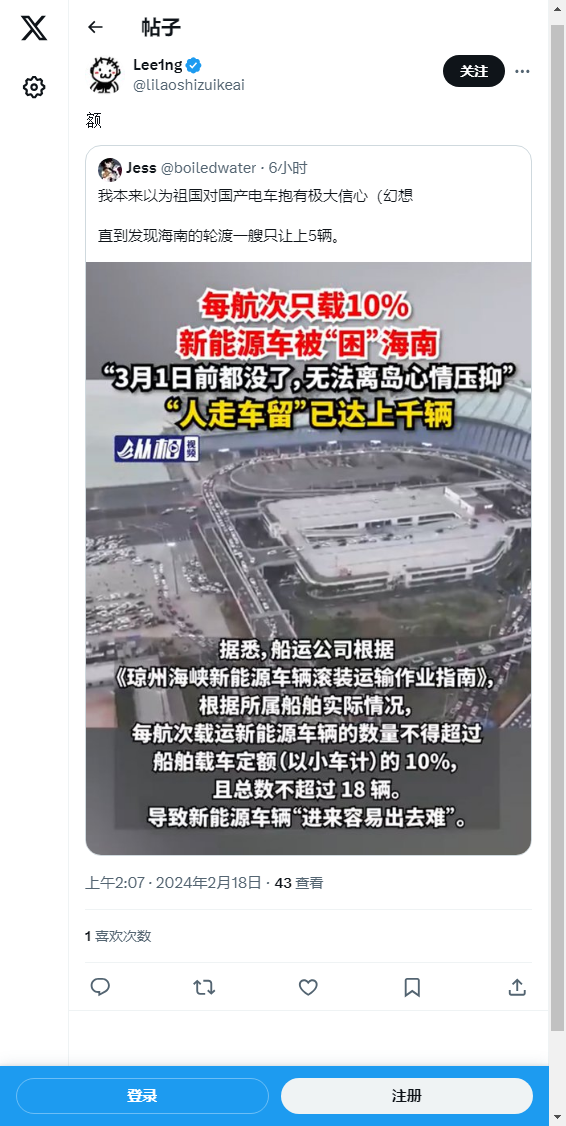 帖子
Lee1ng
@lilaoshizuikeai
关注
额
Jess @boiledwater · 6小时
我本来以为祖国对国产电车抱有极大信心（幻想
直到发现海南的轮渡一艘只让上5辆。
每航次只载10%
新能源车被“困”海南
“3月1日前都没了，无法离岛心情压抑”
“人走车留”已达上千辆
纵相视频
据悉，船运公司根据
《琼州海峡新能源车辆滚装运输作业指南》，
根据所属船舶实际情况，
每航次载运新能源车辆的数量不得超过
船舶载车定额（以小车计）的 10%，
且总数不超过 18 辆。
导致新能源车辆“进来容易出去难”。
上午2:07 · 2024年2月18日 · 43 查看
1 喜欢次数
登录
注册